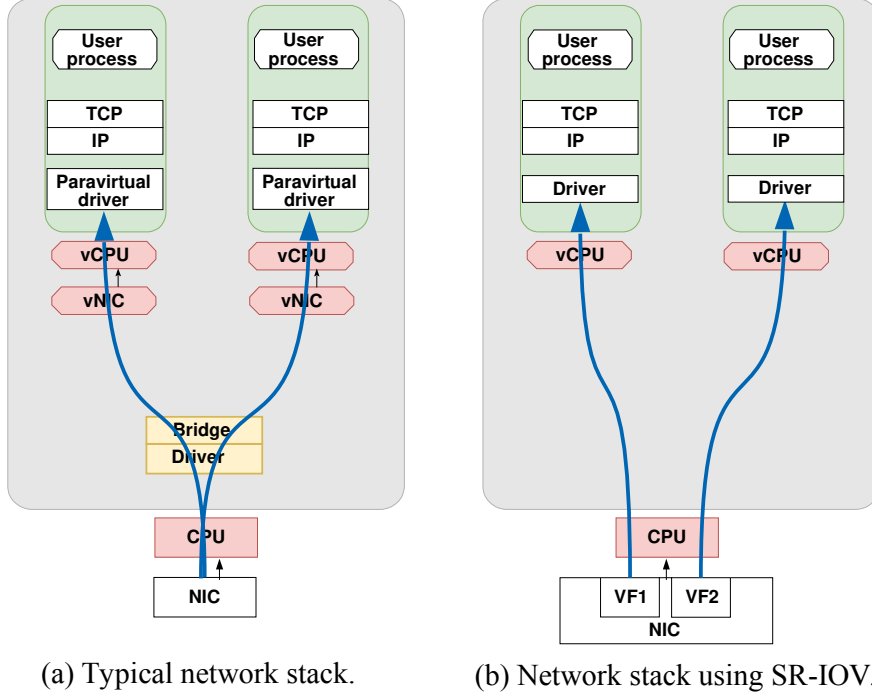 User
process
TCP
IP
Paravirtual
driver
vCPU
vNIC
User
process
TCP
IP
Paravirtual
driver
vCPU
vNIC
Bridge
Driver
CPU
NIC
(a) Typical network stack.
User
process
TCP
IP
Driver
vCPU
User
process
TCP
IP
Driver
vCPU
CPU
VF1 VF2
NIC
(b) Network stack using SR-IOV.